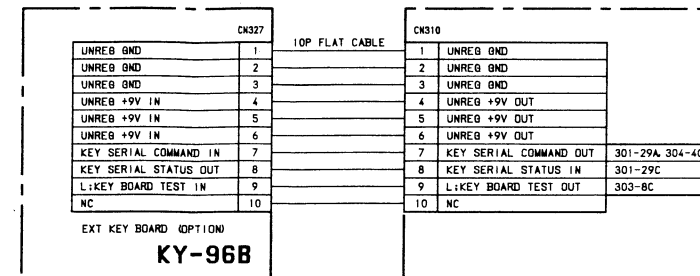 CN327
10P FLAT CABLE
CN310
UNREG GND 1 1 UNREG GND
UNREG GND 2 2 UNREG GND
UNREG GND 3 3 UNREG GND
UNREG +9V IN 4 4 UNREG +9V OUT
UNREG +9V IN 5 5 UNREG +9V OUT
UNREG +9V IN 6 6 UNREG +9V OUT
KEY SERIAL COMMAND IN 7 7 KEY SERIAL COMMAND OUT 301-29A, 304-40
KEY SERIAL STATUS OUT 8 8 KEY SERIAL STATUS IN 301-29C
L:KEY BOARD TEST IN 9 9 L:KEY BOARD TEST OUT 303-8C
NC 10 10 NC
EXT KEY BOARD (OPTION)
KY-96B